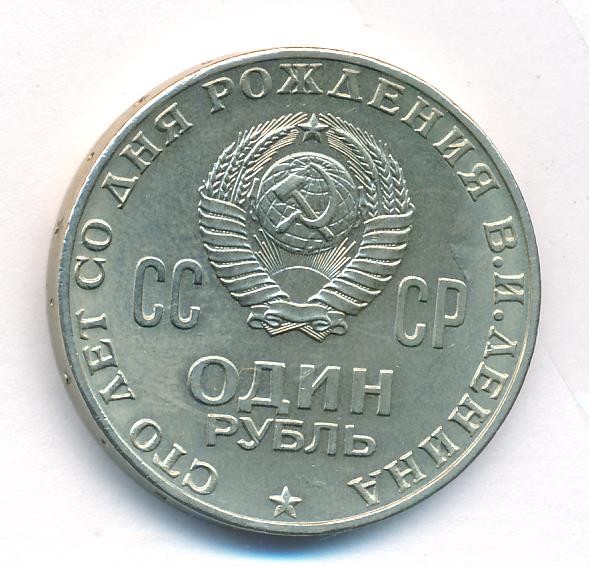 СТО ЛЕТ СО ДНЯ РОЖДЕНИЯ В.И.ЛЕНИНА
СС СР
ОДИН
РУБЛЬ